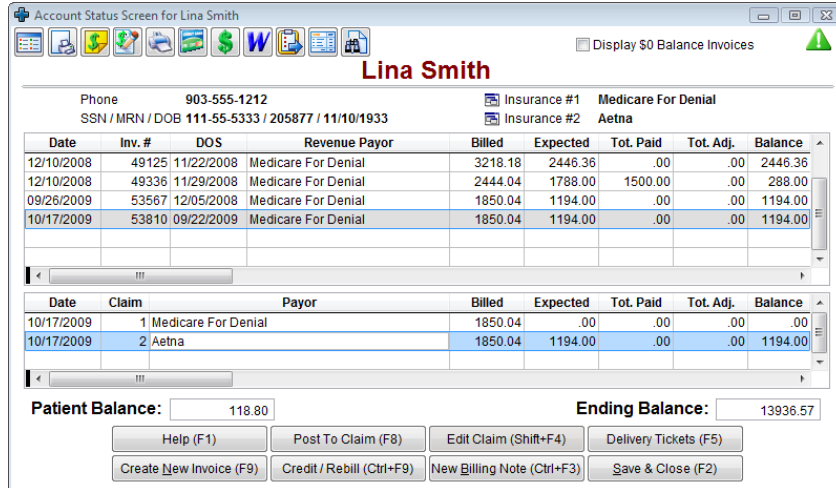 Account Status Screen for Lina Smith
W
Display $0 Balance Invoices
Lina Smith
Phone 903-555-1212 Insurance #1 Medicare For Denial
SSN / MRN / DOB 111-55-5333 / 205877 / 11/10/1933 Insurance #2 Aetna
Date Inv. # DOS Revenue Payor Billed Expected Tot. Paid Tot. Adj. Balance
12/10/2008 49125 11/22/2008 Medicare For Denial 3218.18 2446.36 .00 .00 2446.36
12/10/2008 49336 11/29/2008 Medicare For Denial 2444.04 1788.00 1500.00 .00 288.00
09/26/2009 53567 12/05/2008 Medicare For Denial 1850.04 1194.00 .00 .00 1194.00
10/17/2009 53810 09/22/2009 Medicare For Denial 1850.04 1194.00 .00 .00 1194.00
Date Claim Payor Billed Expected Tot. Paid Tot. Adj. Balance
10/17/2009 1 Medicare For Denial 1850.04 .00 .00 .00 .00
10/17/2009 2 Aetna 1850.04 1194.00 .00 .00 1194.00
Patient Balance: 118.80 Ending Balance: 13936.57
Help (F1) Post To Claim (F8) Edit Claim (Shift+F4) Delivery Tickets (F5)
Create New Invoice (F9) Credit / Rebill (Ctrl+F9) New Billing Note (Ctrl+F3) Save & Close (F2)